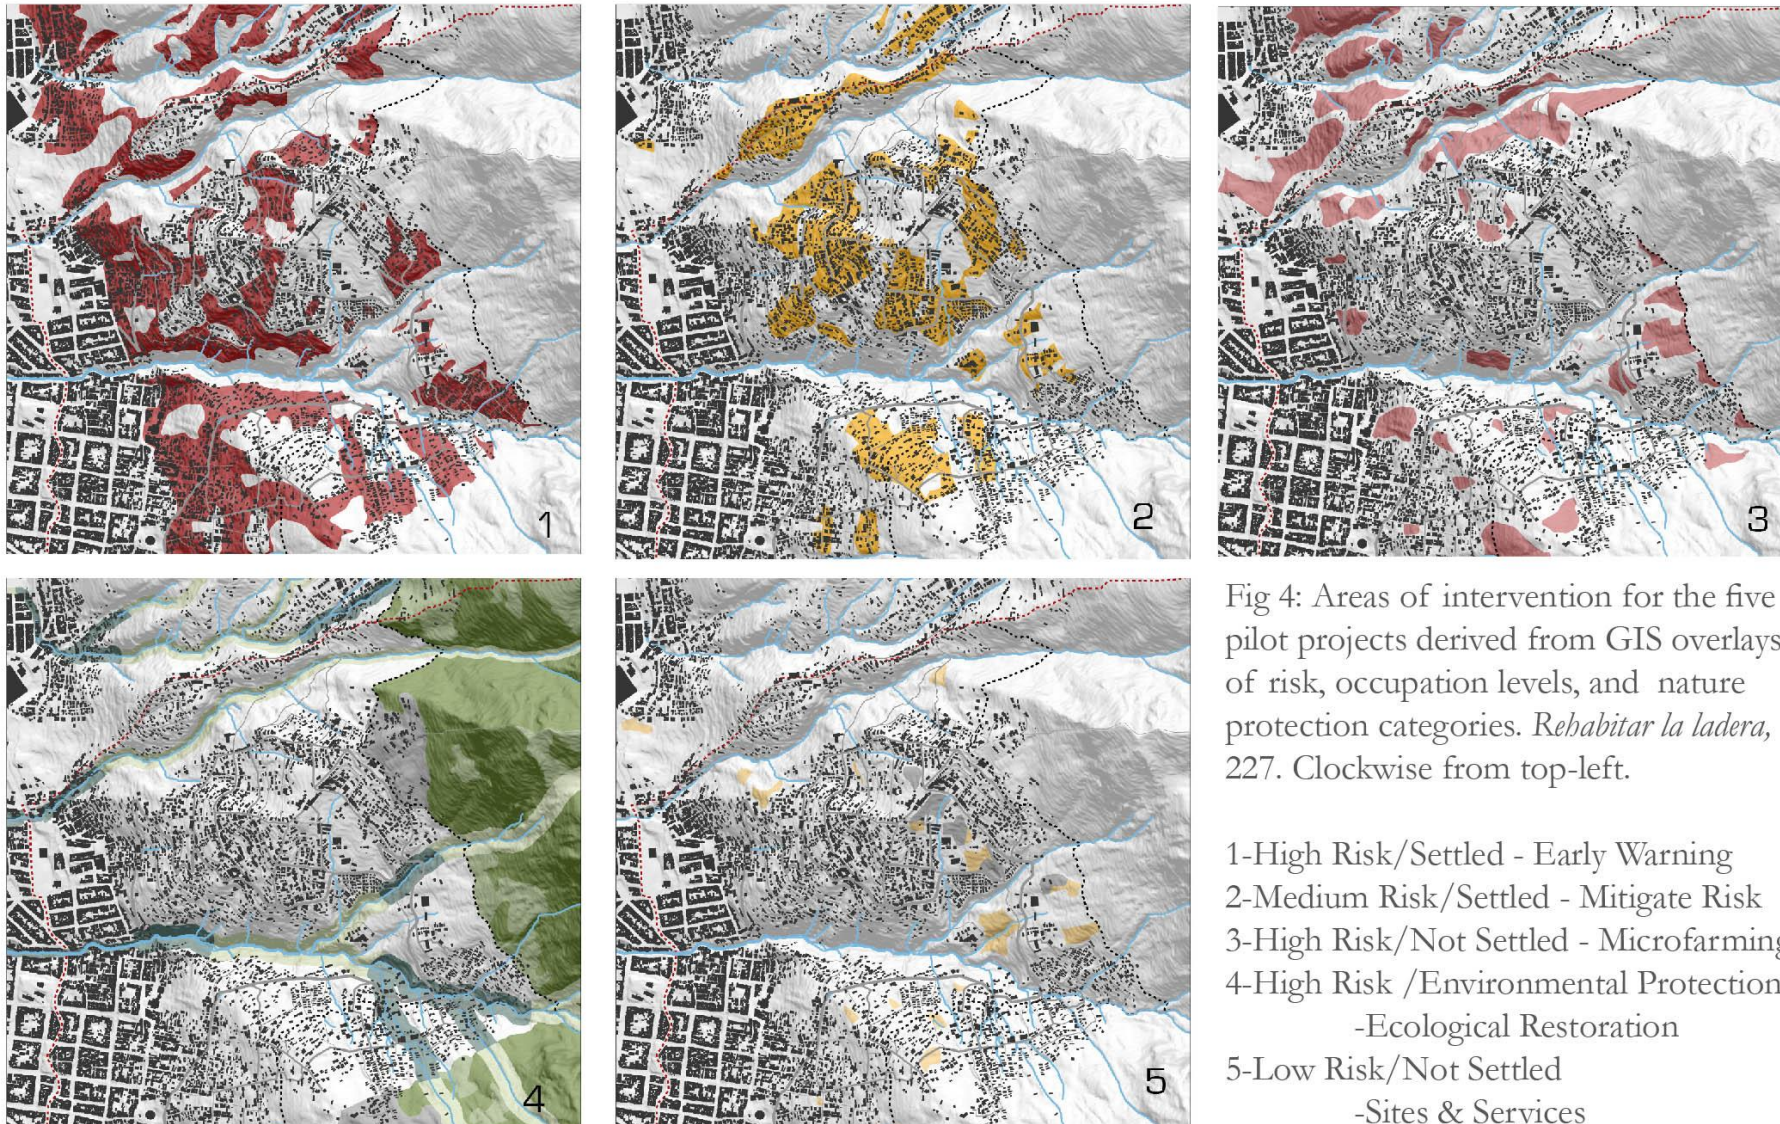 1
2
3
4
5
Fig 4: Areas of intervention for the five
pilot projects derived from GIS overlays
of risk, occupation levels, and nature
protection categories. Rehabitar la ladera,
227. Clockwise from top-left.
1-High Risk/Settled - Early Warning
2-Medium Risk/Settled - Mitigate Risk
3-High Risk/Not Settled - Microfarming
4-High Risk /Environmental Protection
-Ecological Restoration
5-Low Risk/Not Settled
-Sites & Services